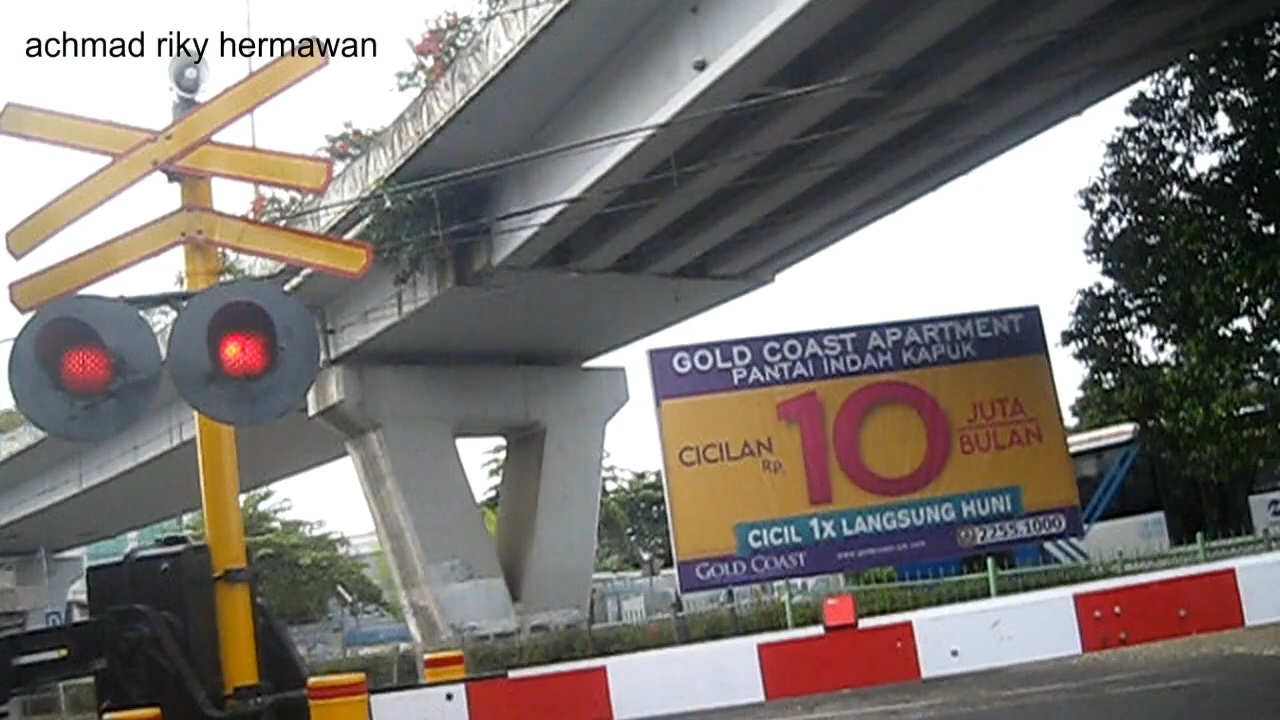 achmad riky hermawan
GOLD COAST APARTMENT
PANTAI INDAH KAPUK
CICILAN
Rp.
10
JUTA
BULAN
CICIL 1X LANGSUNG HUNI
GOLD COAST
2255.1000